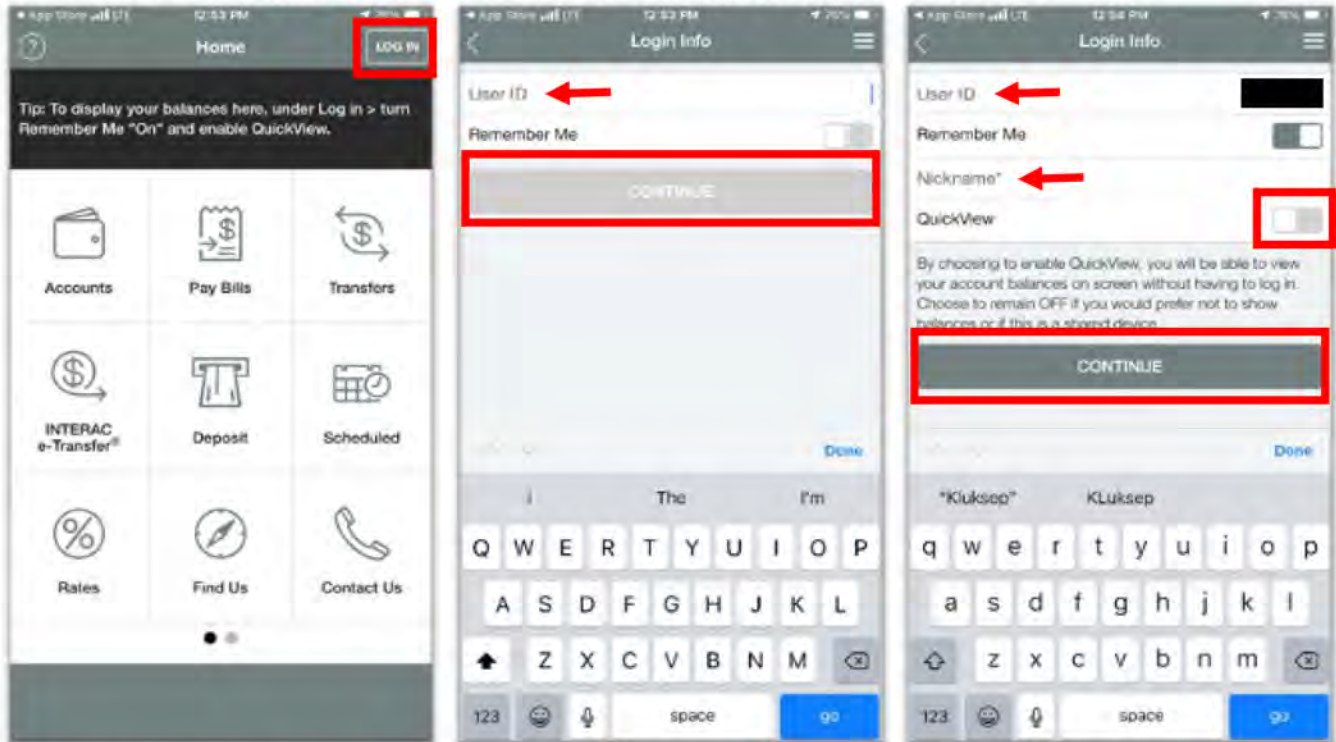 App Store LTE 12:53 PM
?
Home
LOG IN
Tip: To display your balances here, under Log in > turn
Remember Me "On" and enable QuickView.
Accounts
Pay Bills
Transfers
INTERAC
e-Transfer®
Deposit
Scheduled
Rates
Find Us
Contact Us
App Store LTE 12:53 PM
Login Info
User ID
Remember Me
CONTINUE
Done
i The I'm
Q W E R T Y U I O P
A S D F G H J K L
Z X C V B N M
123 space go
App Store LTE 12:54 PM
Login Info
User ID
Remember Me
Nickname*
QuickView
By choosing to enable QuickView, you will be able to view
your account balances on screen without having to log in.
Choose to remain OFF if you would prefer not to show
balances or if this is a shared device
CONTINUE
Done
"Kluksep" KLuksep
q w e r t y u i o p
a s d f g h j k l
z x c v b n m
123 space go